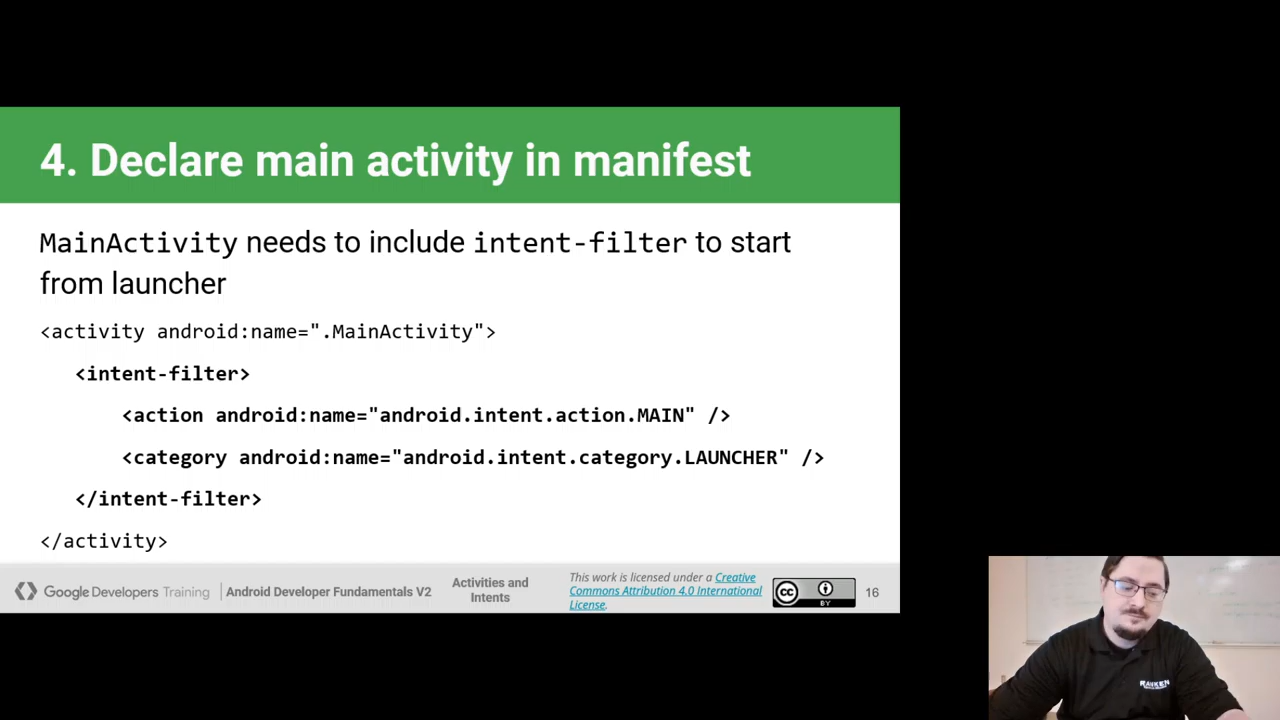 4. Declare main activity in manifest
MainActivity needs to include intent-filter to start
from launcher
<activity android:name=".MainActivity">
<intent-filter>
<action android:name="android.intent.action.MAIN" />
<category android:name="android.intent.category.LAUNCHER" />
</intent-filter>
</activity>
Google Developers Training
Android Developer Fundamentals V2
Activities and
Intents
This work is licensed under a Creative
Commons Attribution 4.0 International
License.
cc
BY
16
RANKEN